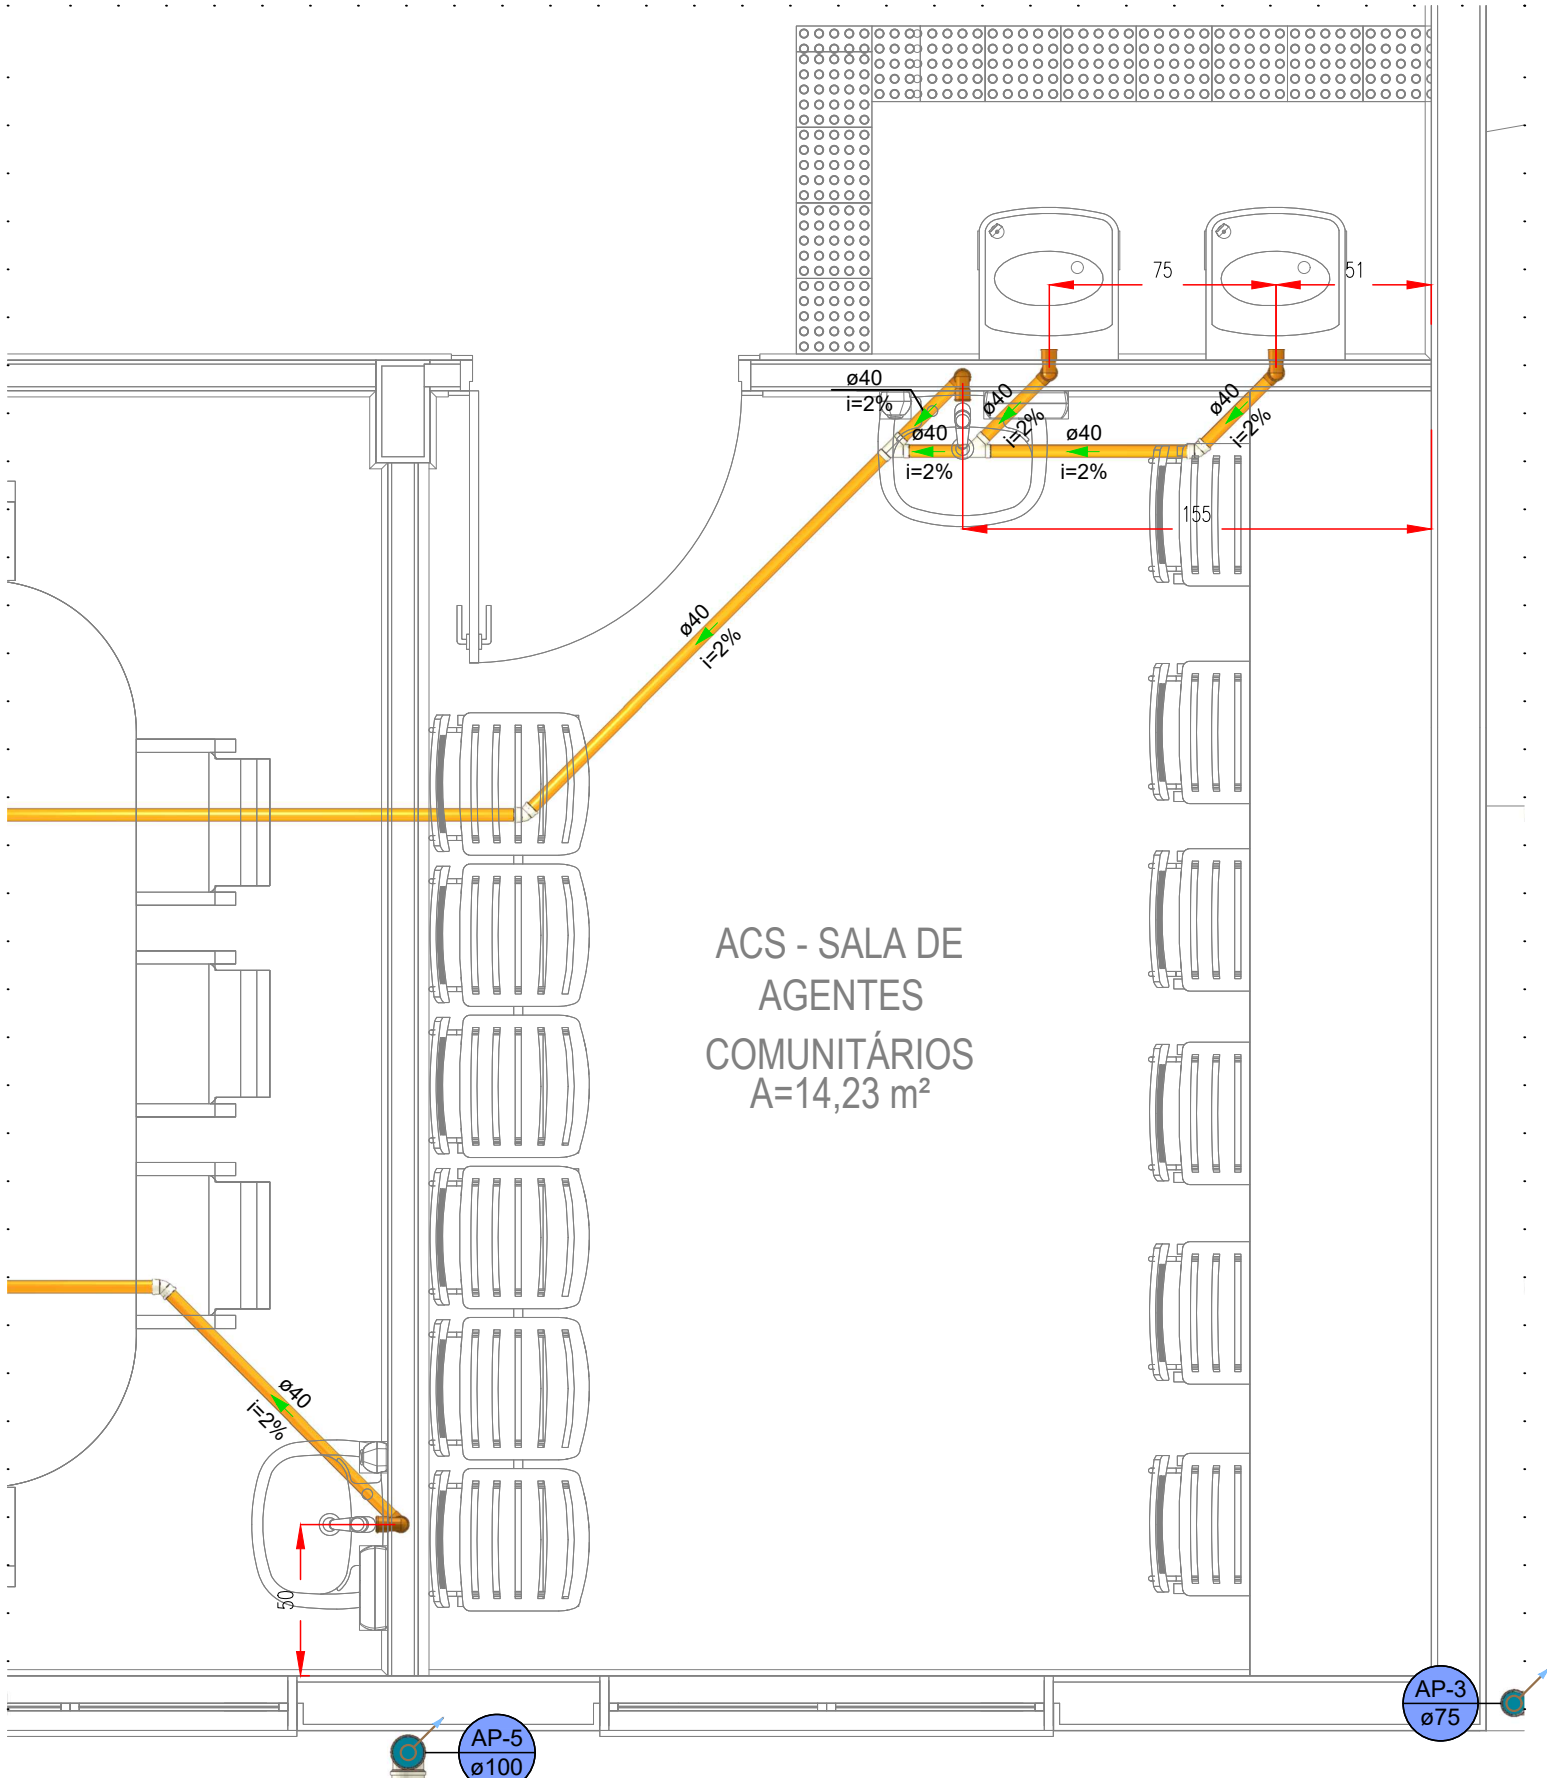 75
51
ø40
i=2%
ø40
i=2%
ø40
i=2%
ø40
i=2%
ø40
i=2%
155
ø40
i=2%
ACS - SALA DE
AGENTES
COMUNITÁRIOS
A=14,23 m²
ø40
i=2%
50
AP-3
ø75
AP-5
ø100